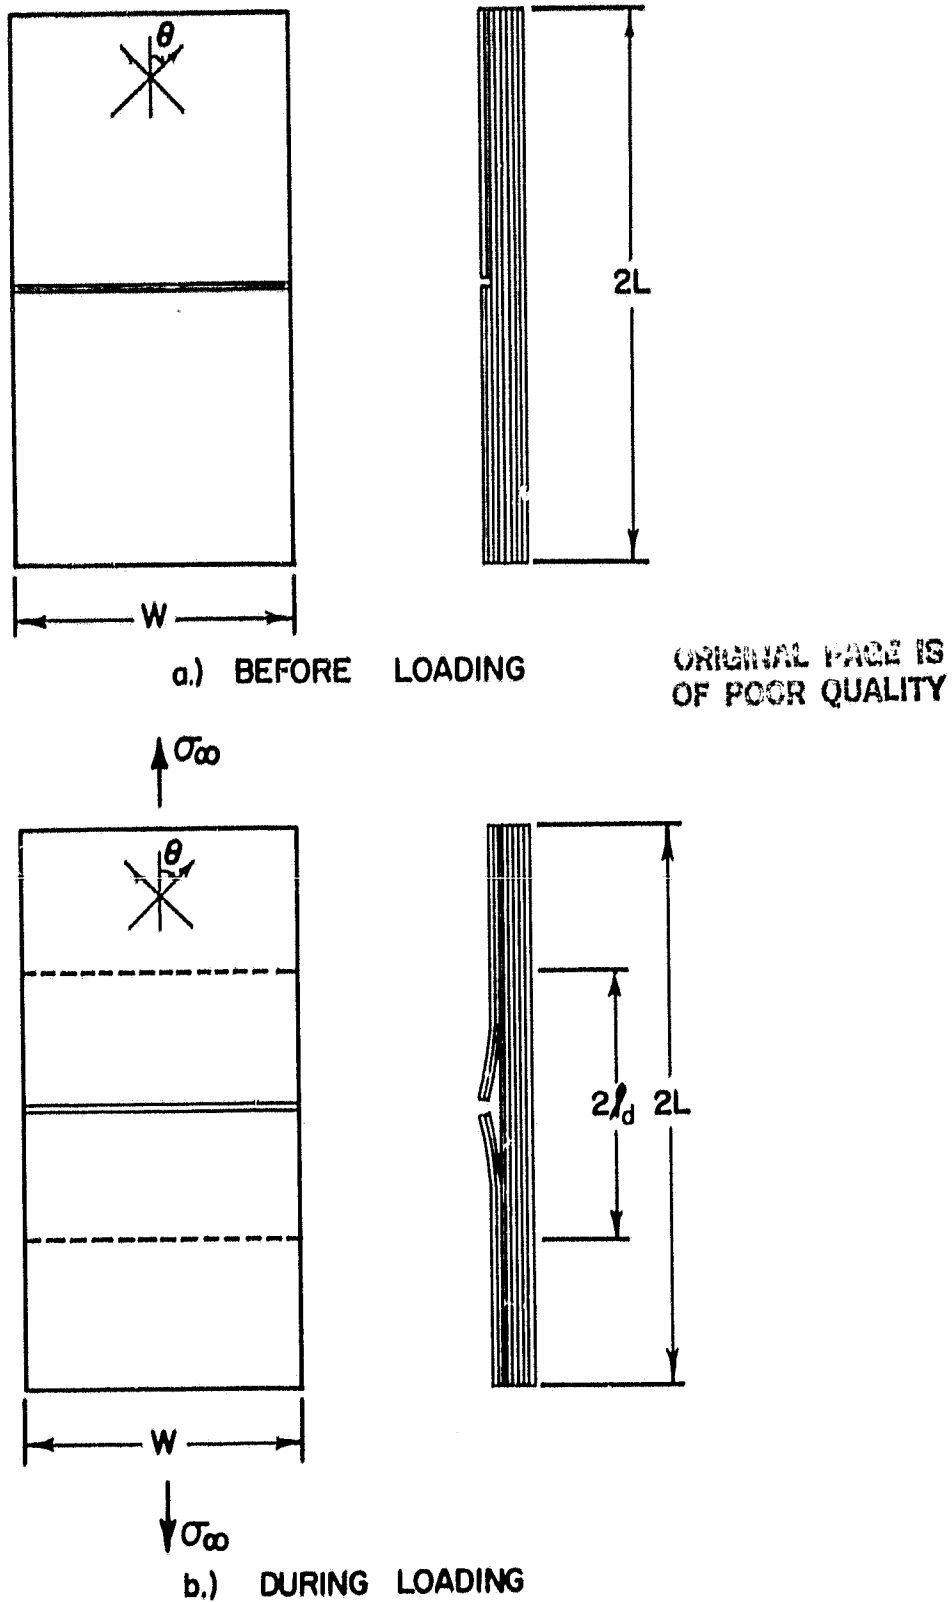 θ
2L
W
a.) BEFORE LOADING
ORIGINAL PAGE IS
OF POOR QUALITY
σ∞
θ
2ℓd 2L
W
σ∞
b.) DURING LOADING